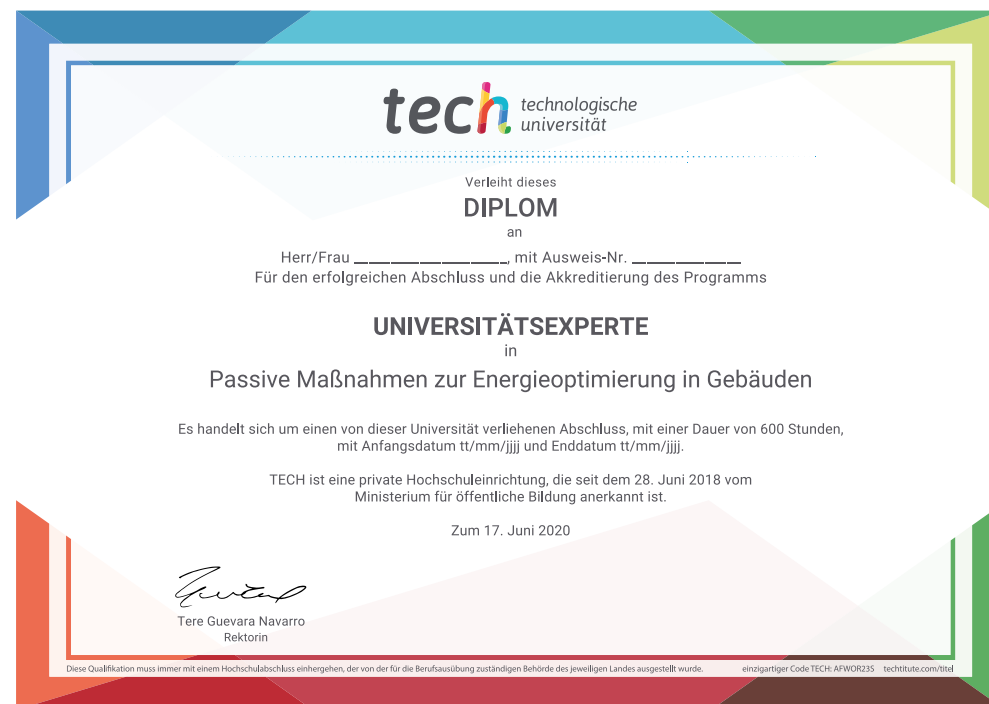 tech technologische
universität
Verleiht dieses
DIPLOM
an
Herr/Frau ____________________, mit Ausweis-Nr. ______________
Für den erfolgreichen Abschluss und die Akkreditierung des Programms
UNIVERSITÄTSEXPERTE
in
Passive Maßnahmen zur Energieoptimierung in Gebäuden
Es handelt sich um einen von dieser Universität verliehenen Abschluss, mit einer Dauer von 600 Stunden,
mit Anfangsdatum tt/mm/jjjj und Enddatum tt/mm/jjjj.
TECH ist eine private Hochschuleinrichtung, die seit dem 28. Juni 2018 vom
Ministerium für öffentliche Bildung anerkannt ist.
Zum 17. Juni 2020
Tere Guevara Navarro
Rektorin
Diese Qualifikation muss immer mit einem Hochschulabschluss einhergehen, der von der für die Berufsausübung zuständigen Behörde des jeweiligen Landes ausgestellt wurde. einzigartiger Code TECH: AFWOR23S techtitute.com/titel